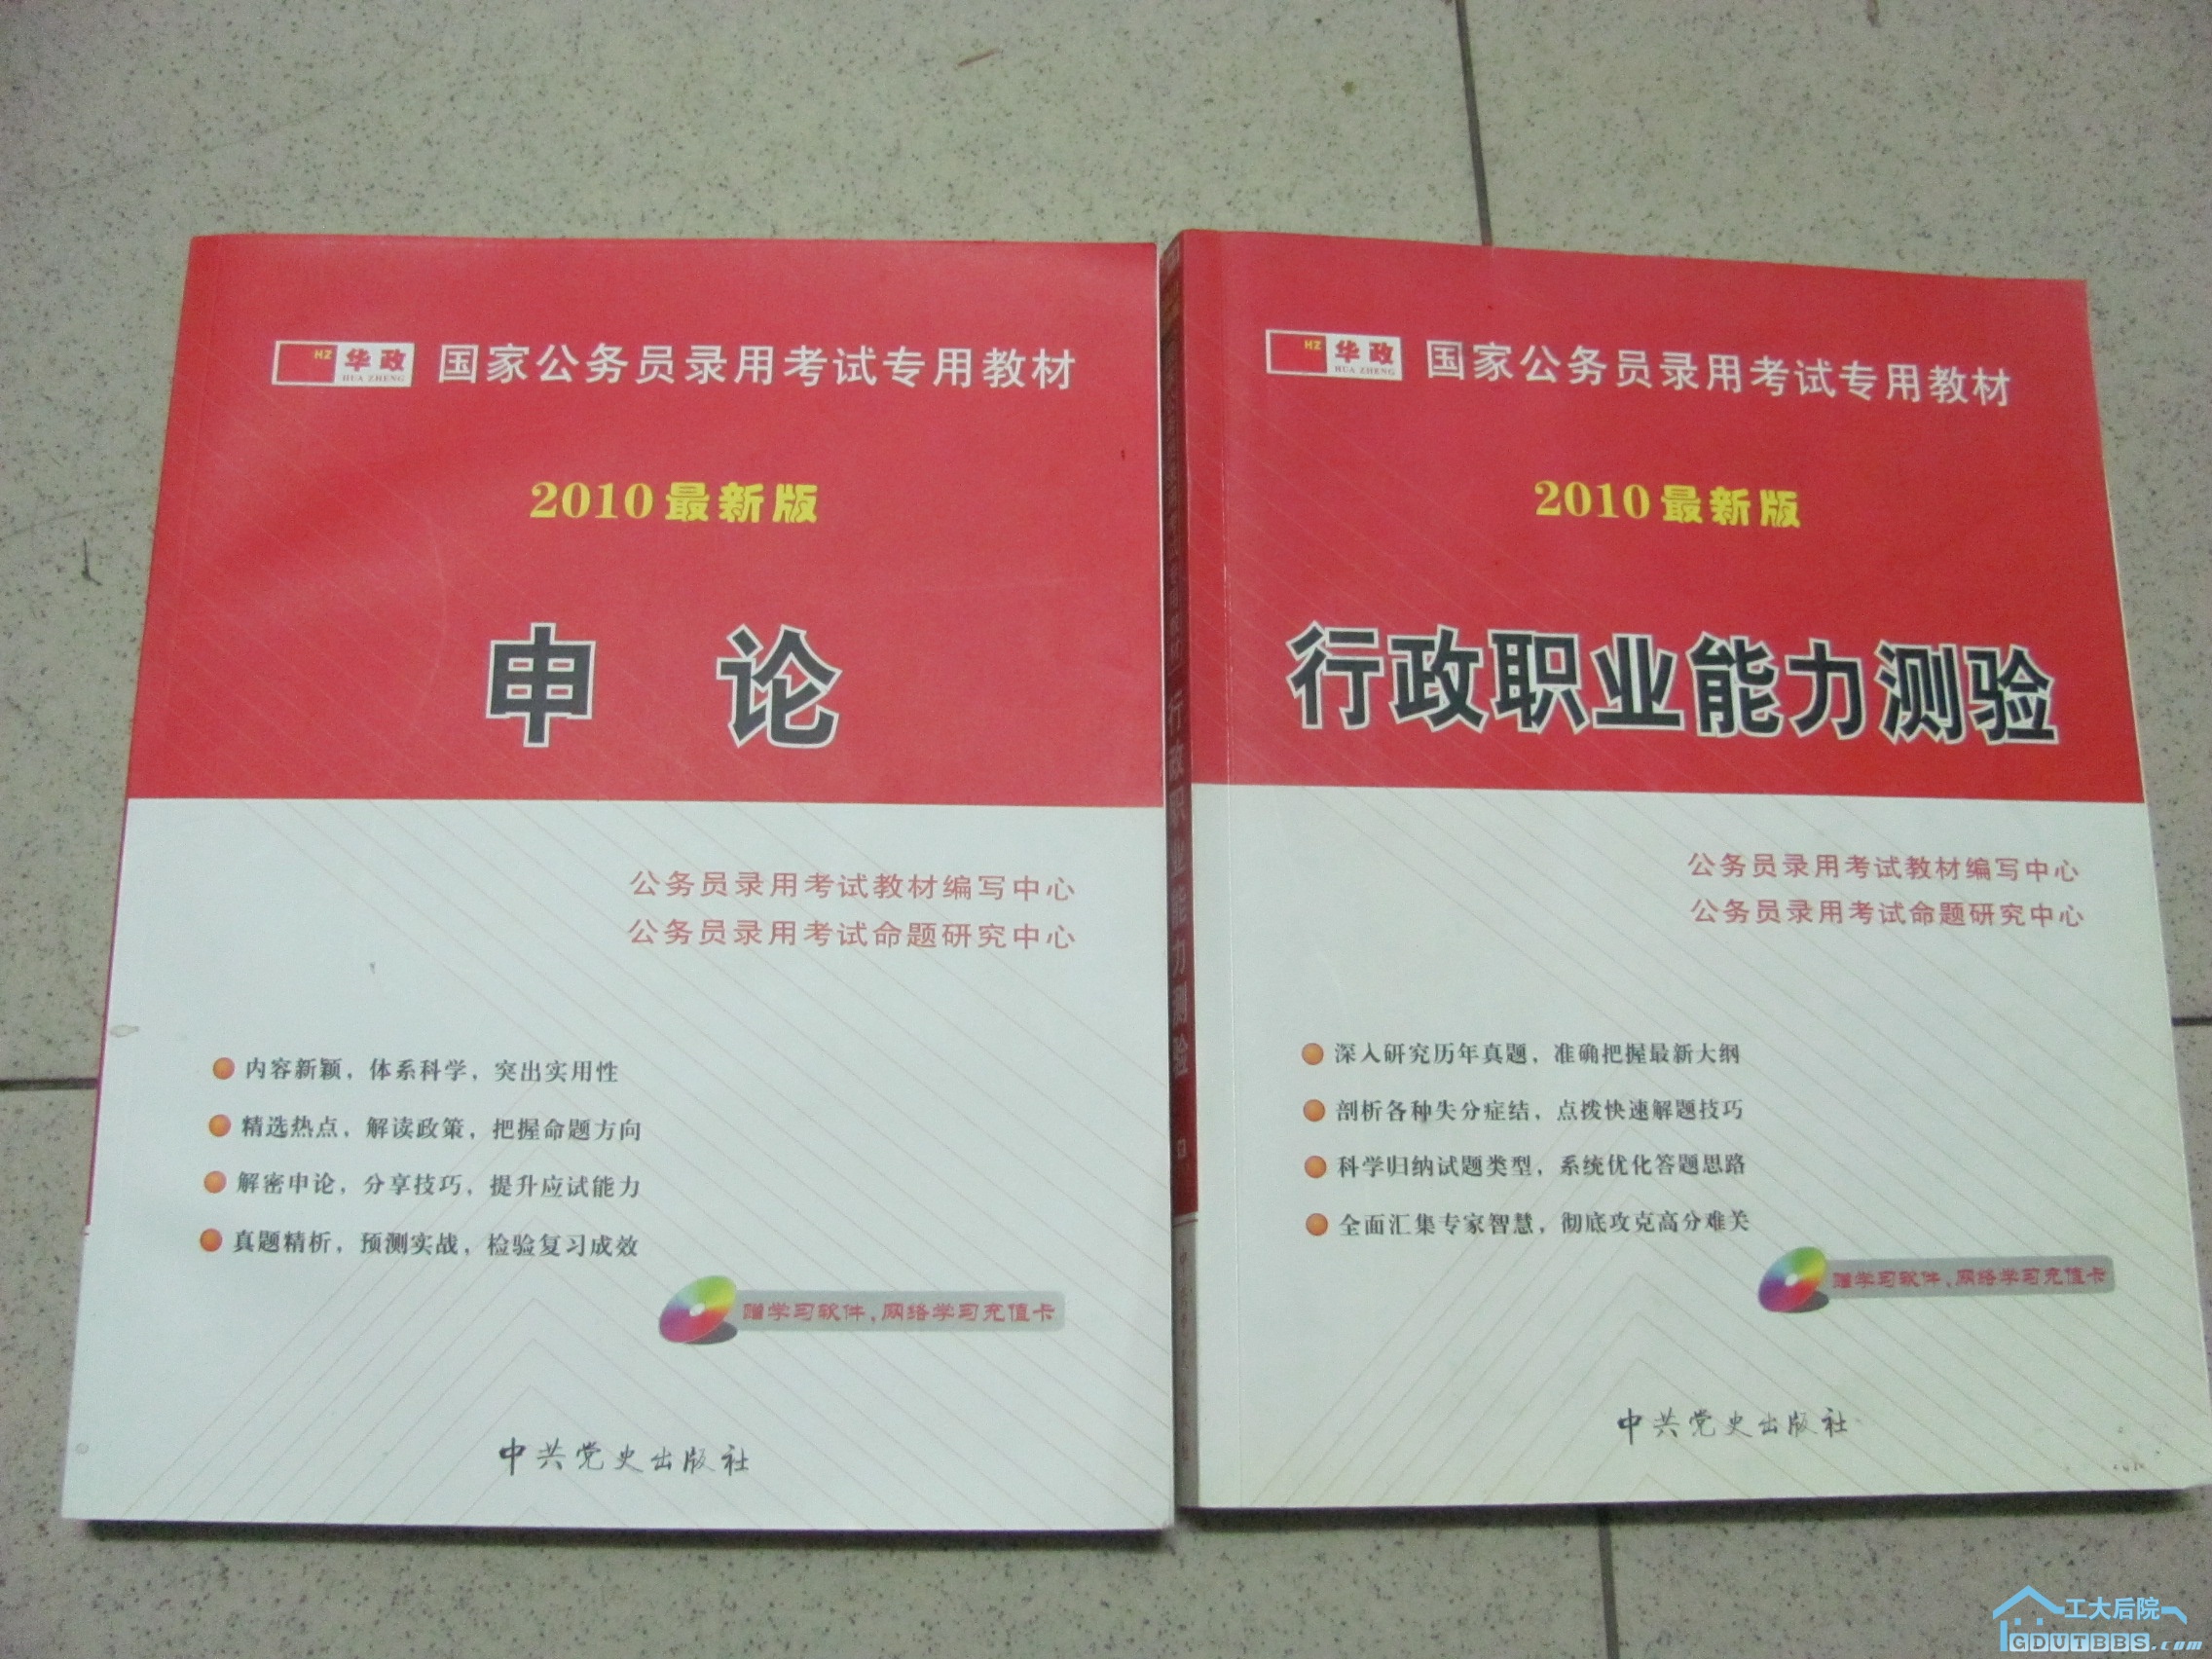 HZ 华政 HUA ZHENG 国家公务员录用考试专用教材
2010最新版
申 论
公务员录用考试教材编写中心
公务员录用考试命题研究中心
内容新颖，体系科学，突出实用性
精选热点，解读政策，把握命题方向
解密申论，分享技巧，提升应试能力
真题精析，预测实战，检验复习成效
赠学习软件，网络学习充值卡
中共党史出版社
行政职业能力测验
HZ 华政 HUA ZHENG 国家公务员录用考试专用教材
2010最新版
行政职业能力测验
公务员录用考试教材编写中心
公务员录用考试命题研究中心
深入研究历年真题，准确把握最新大纲
剖析各种失分症结，点拨快速解题技巧
科学归纳试题类型，系统优化答题思路
全面汇集专家智慧，彻底攻克高分难关
赠学习软件，网络学习充值卡
中共党史出版社
工大后院
GDUTBBS.com